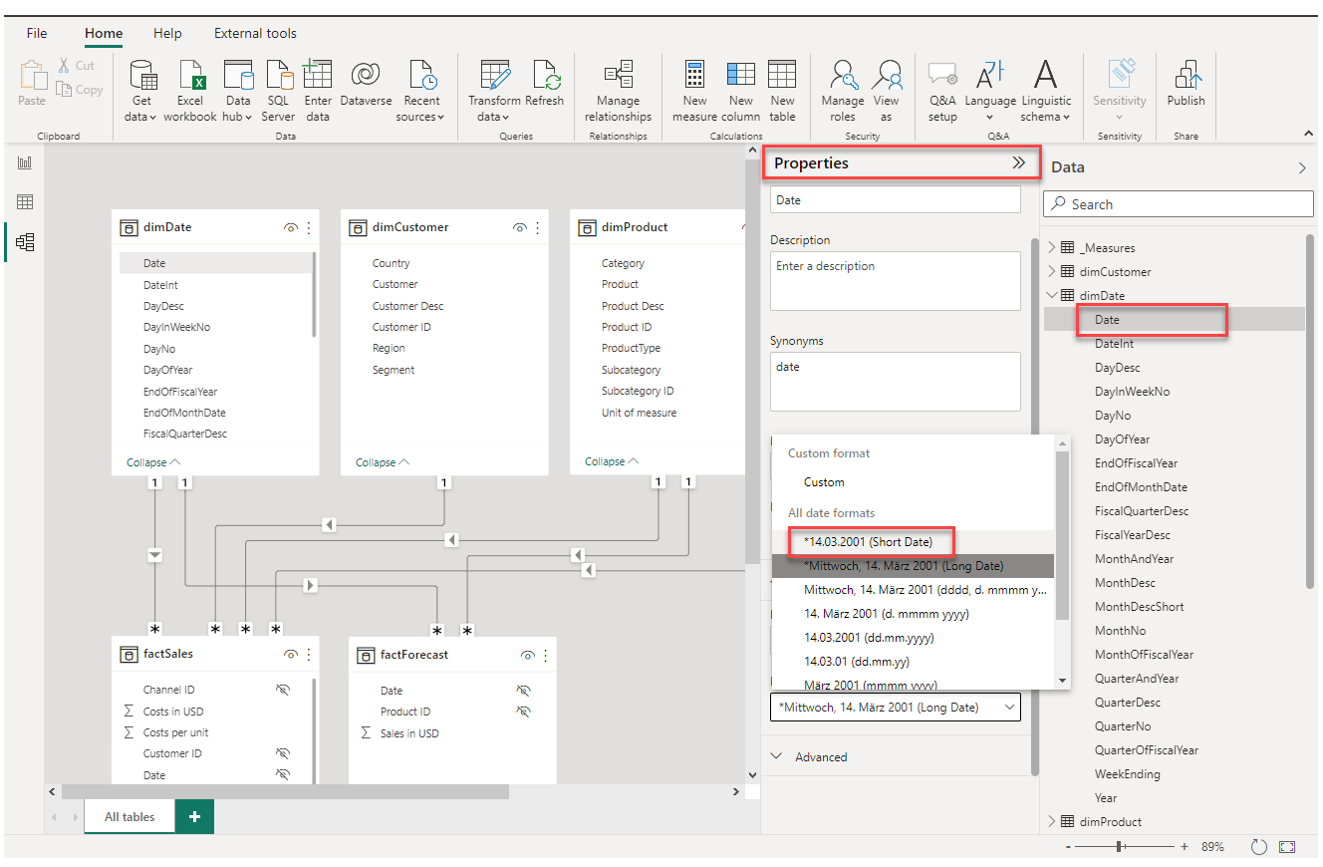 File Home Help External tools
Paste
Cut
Copy
Clipboard
Get data
Excel workbook
Data hub
SQL Server
Enter data
Dataverse
Recent sources
Data
Transform data
Refresh
Queries
Manage relationships
Relationships
New measure
New column
New table
Calculations
Manage roles
View as
Security
Q&A setup
Language
Linguistic schema
Q&A
Sensitivity
Sensitivity
Publish
Share
dimDate
Date
DateInt
DayDesc
DayInWeekNo
DayNo
DayOfYear
EndOfFiscalYear
EndOfMonthDate
FiscalQuarterDesc
Collapse
dimCustomer
Country
Customer
Customer Desc
Customer ID
Region
Segment
Collapse
dimProduct
Category
Product
Product Desc
Product ID
ProductType
Subcategory
Subcategory ID
Unit of measure
Collapse
1 1 1 1 1
* * * * * *
factSales
Channel ID
Σ Costs in USD
Σ Costs per unit
Customer ID
Date
factForecast
Date
Product ID
Σ Sales in USD
All tables +
Properties
Date
Description
Enter a description
Synonyms
date
Custom format
Custom
All date formats
*14.03.2001 (Short Date)
*Mittwoch, 14. März 2001 (Long Date)
Mittwoch, 14. März 2001 (dddd, d. mmmm y...
14. März 2001 (d. mmmm yyyy)
14.03.2001 (dd.mm.yyyy)
14.03.01 (dd.mm.yy)
März 2001 (mmmm yyyy)
*Mittwoch, 14. März 2001 (Long Date)
Advanced
Data
Search
_Measures
dimCustomer
dimDate
Date
DateInt
DayDesc
DayInWeekNo
DayNo
DayOfYear
EndOfFiscalYear
EndOfMonthDate
FiscalQuarterDesc
FiscalYearDesc
MonthAndYear
MonthDesc
MonthDescShort
MonthNo
MonthOfFiscalYear
QuarterAndYear
QuarterDesc
QuarterNo
QuarterOfFiscalYear
WeekEnding
Year
dimProduct
- + 89%